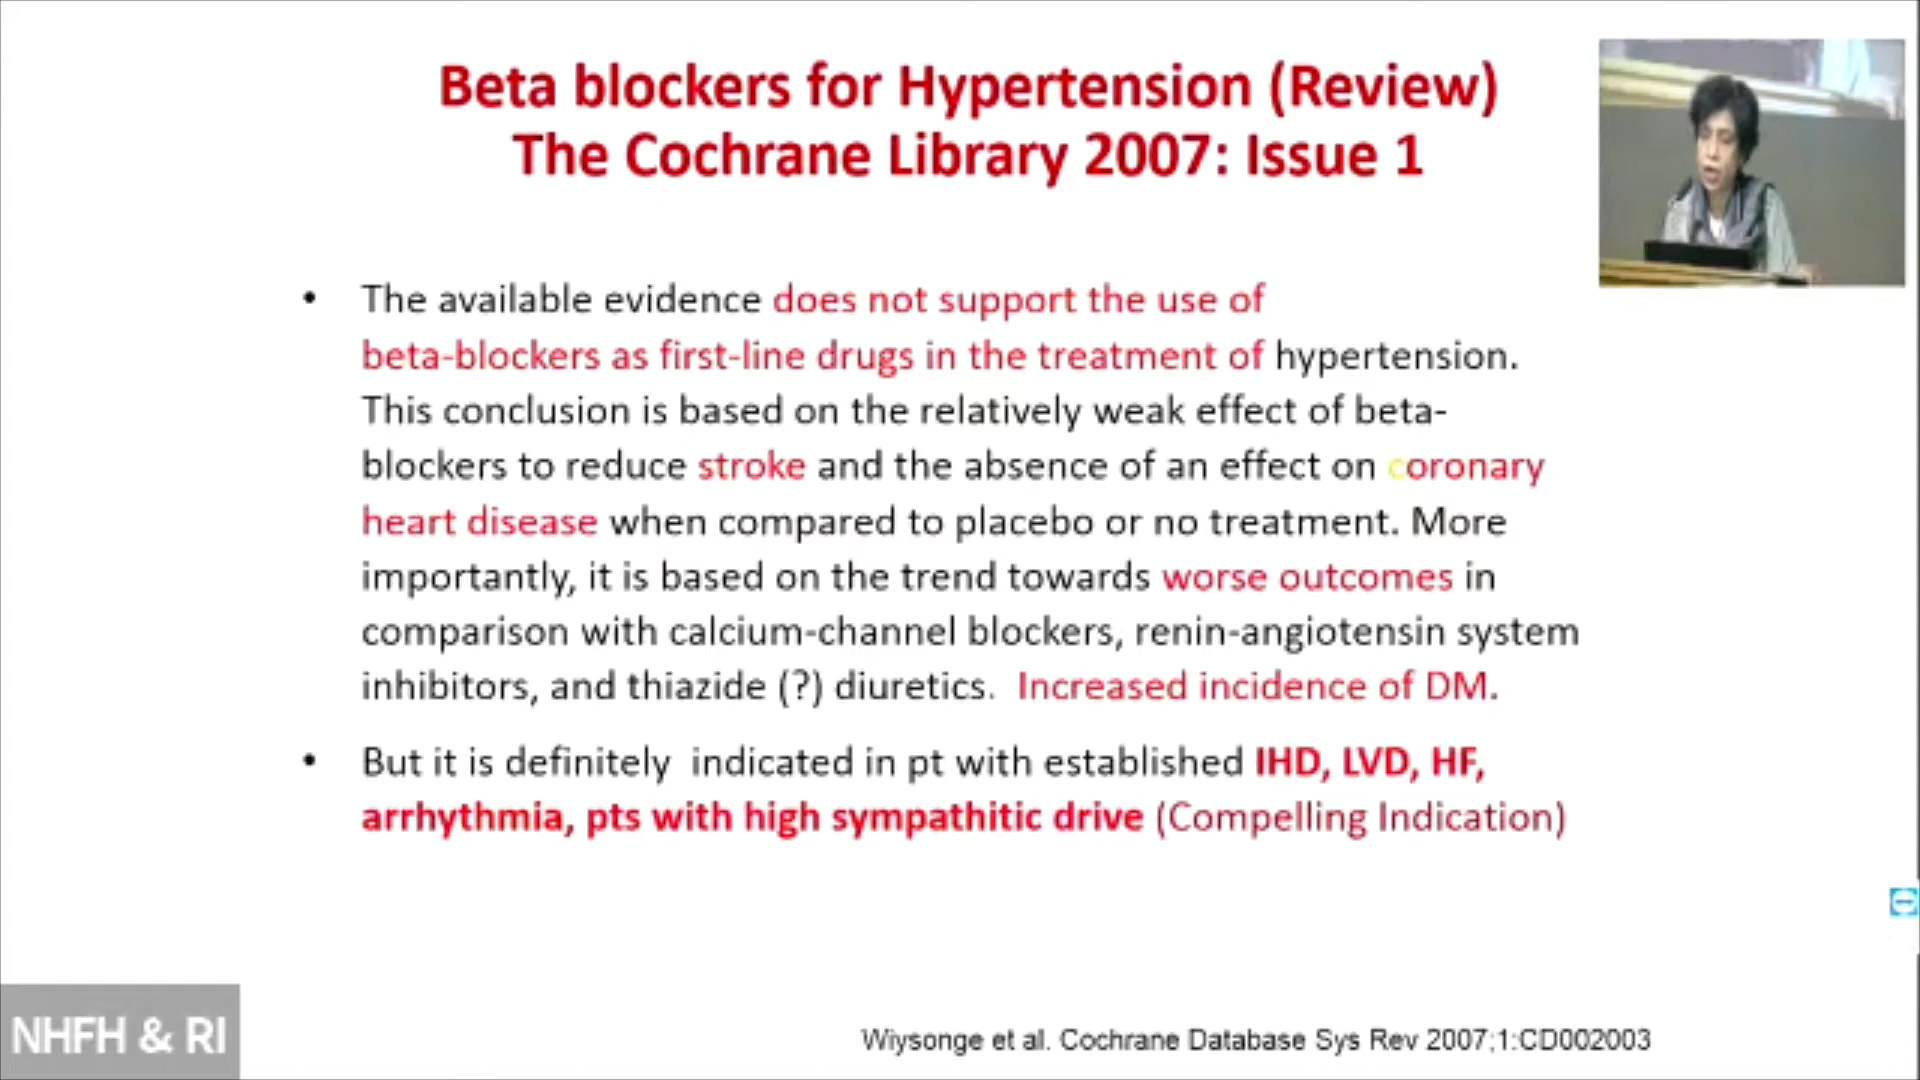 Beta blockers for Hypertension (Review)
The Cochrane Library 2007: Issue 1
• The available evidence does not support the use of
beta-blockers as first-line drugs in the treatment of hypertension.
This conclusion is based on the relatively weak effect of beta-
blockers to reduce stroke and the absence of an effect on coronary
heart disease when compared to placebo or no treatment. More
importantly, it is based on the trend towards worse outcomes in
comparison with calcium-channel blockers, renin-angiotensin system
inhibitors, and thiazide (?) diuretics. Increased incidence of DM.
• But it is definitely indicated in pt with established IHD, LVD, HF,
arrhythmia, pts with high sympathitic drive (Compelling Indication)
NHFH & RI
Wiysonge et al. Cochrane Database Sys Rev 2007;1:CD002003